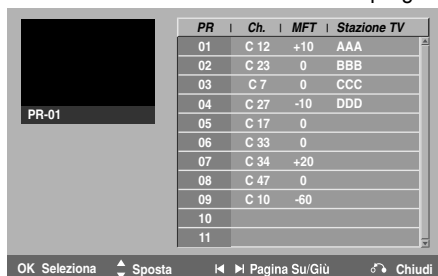 PR Ch. MFT Stazione TV
01 C 12 +10 AAA
02 C 23 0 BBB
03 C 7 0 CCC
04 C 27 -10 DDD
05 C 17 0
06 C 33 0
07 C 34 +20
08 C 47 0
09 C 10 -60
10
11
PR-01
OK Seleziona Sposta Pagina Su/Giù Chiudi